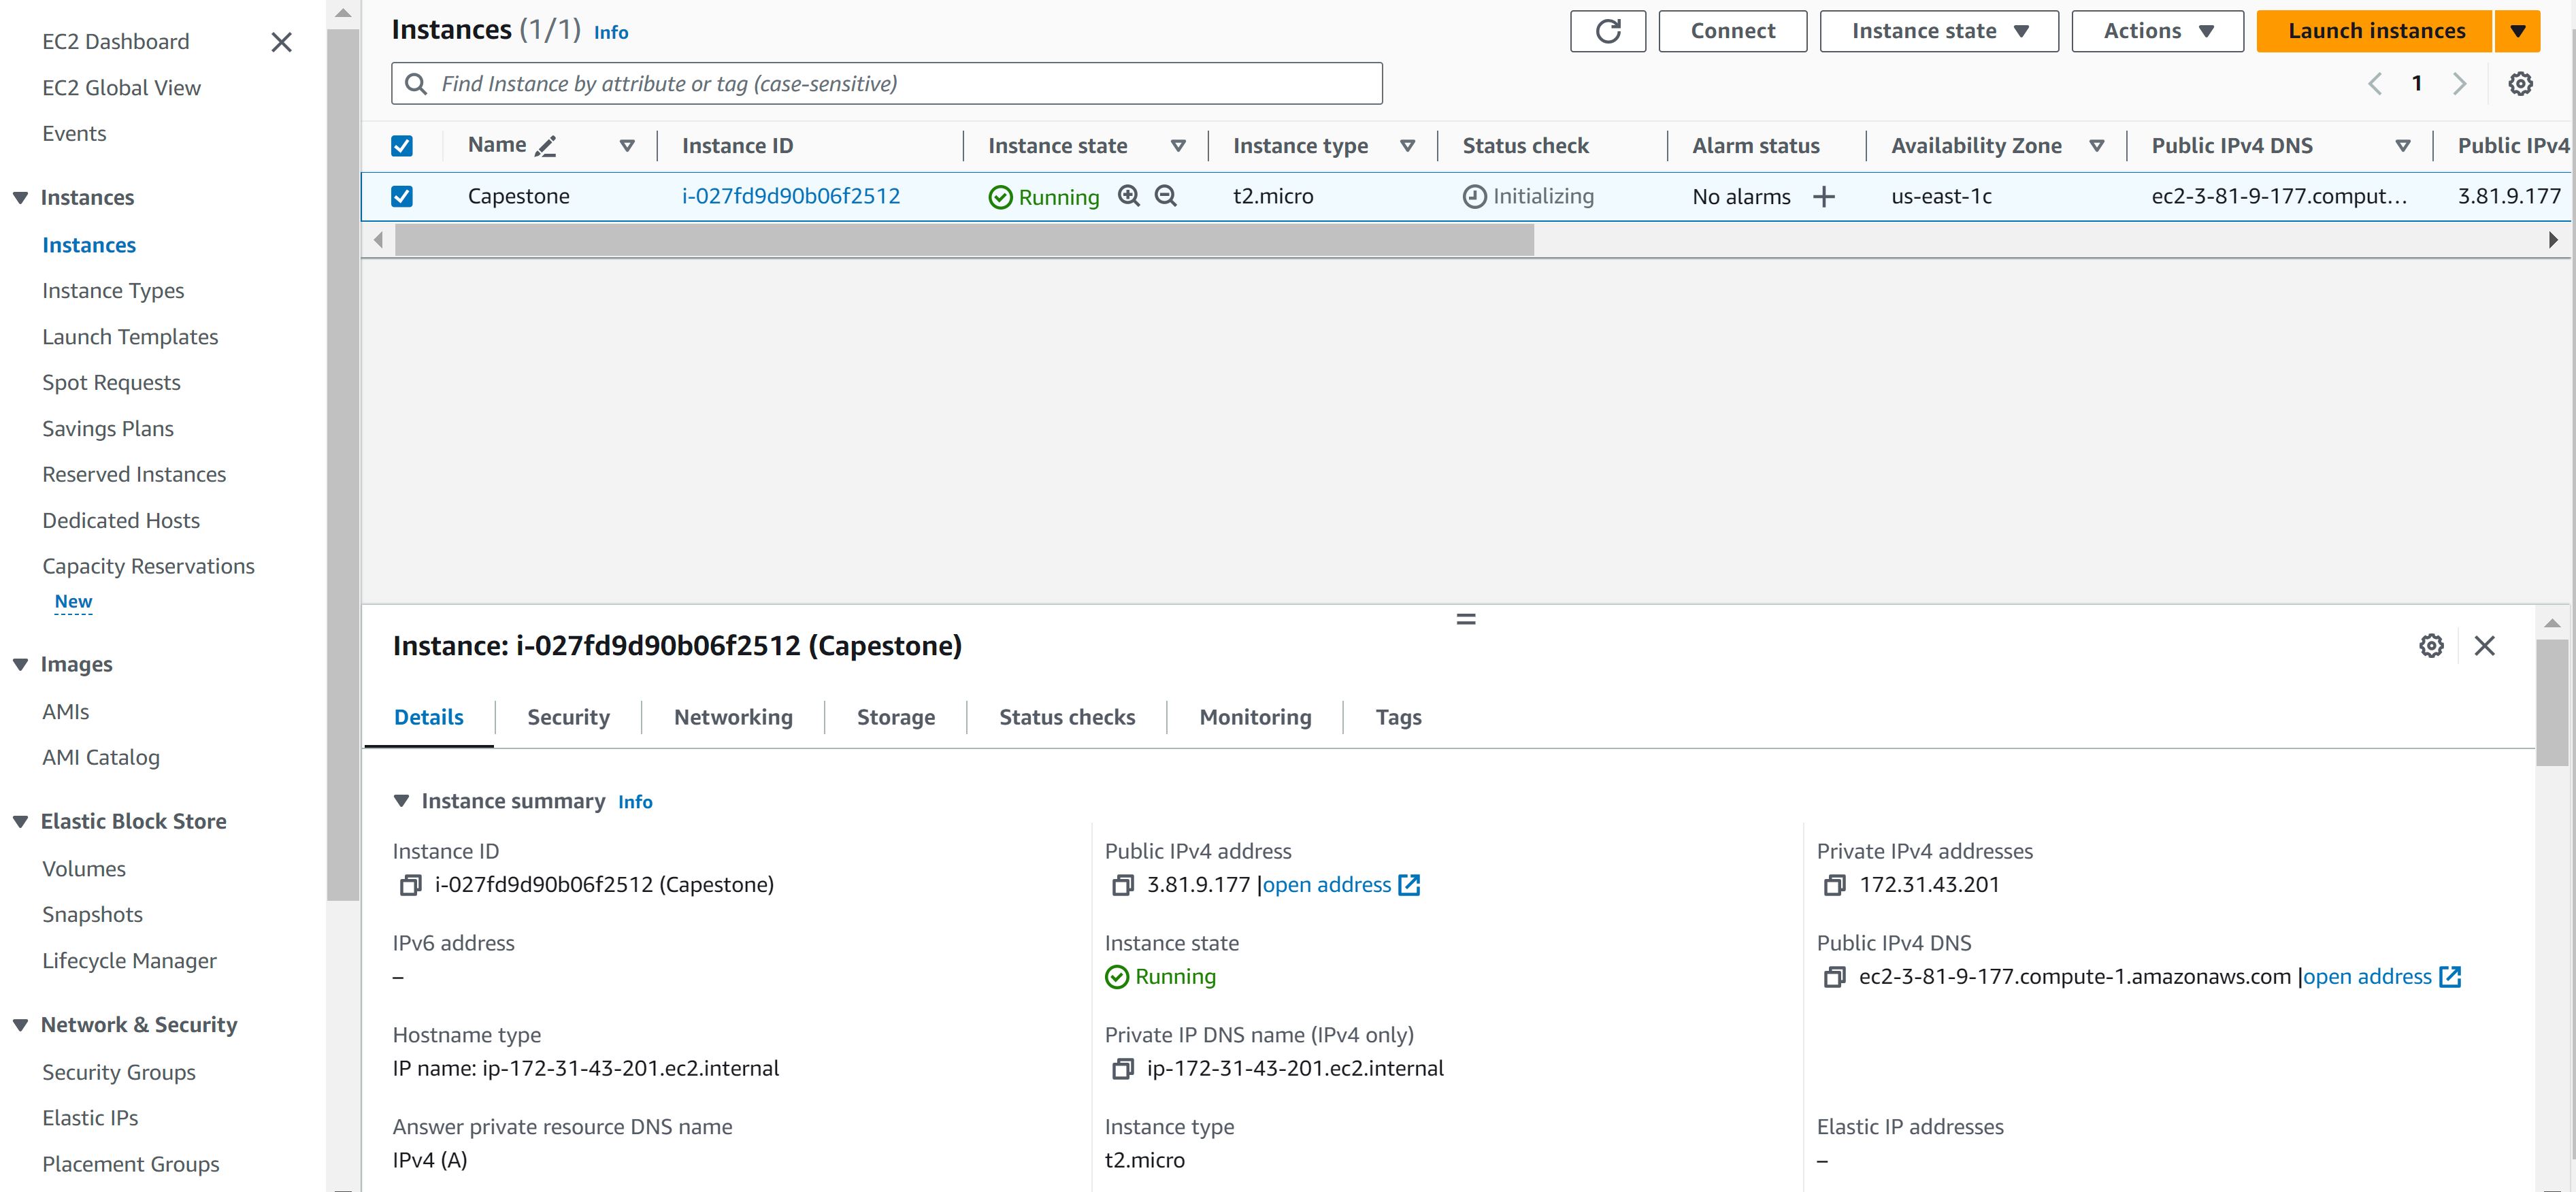 EC2 Dashboard
EC2 Global View
Events
Instances
Instances
Instance Types
Launch Templates
Spot Requests
Savings Plans
Reserved Instances
Dedicated Hosts
Capacity Reservations
New
Images
AMIs
AMI Catalog
Elastic Block Store
Volumes
Snapshots
Lifecycle Manager
Network & Security
Security Groups
Elastic IPs
Placement Groups
Instances (1/1) Info
Connect
Instance state
Actions
Launch instances
Find Instance by attribute or tag (case-sensitive)
1
Name Instance ID Instance state Instance type Status check Alarm status Availability Zone Public IPv4 DNS Public IPv4
Capestone i-027fd9d90b06f2512 Running t2.micro Initializing No alarms us-east-1c ec2-3-81-9-177.comput... 3.81.9.177
Instance: i-027fd9d90b06f2512 (Capestone)
Details Security Networking Storage Status checks Monitoring Tags
Instance summary Info
Instance ID
i-027fd9d90b06f2512 (Capestone)
Public IPv4 address
3.81.9.177 |open address
Private IPv4 addresses
172.31.43.201
IPv6 address
–
Instance state
Running
Public IPv4 DNS
ec2-3-81-9-177.compute-1.amazonaws.com |open address
Hostname type
IP name: ip-172-31-43-201.ec2.internal
Private IP DNS name (IPv4 only)
ip-172-31-43-201.ec2.internal
Answer private resource DNS name
IPv4 (A)
Instance type
t2.micro
Elastic IP addresses
–